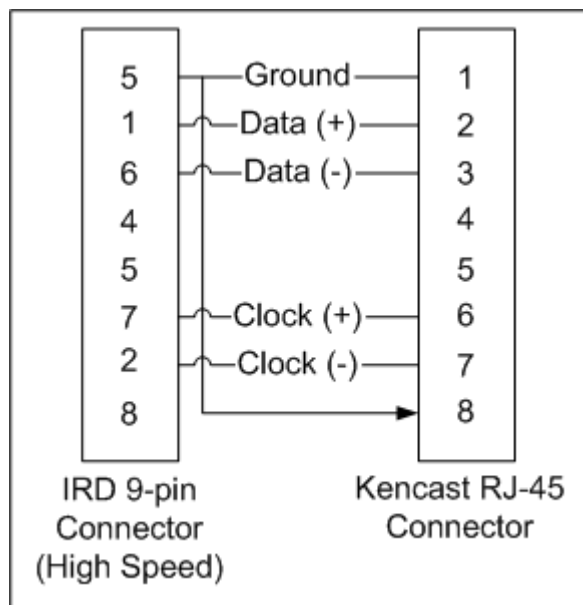 5 Ground 1
1 Data (+) 2
6 Data (-) 3
4 4
5 5
7 Clock (+) 6
2 Clock (-) 7
8 8
IRD 9-pin
Connector
(High Speed)
Kencast RJ-45
Connector